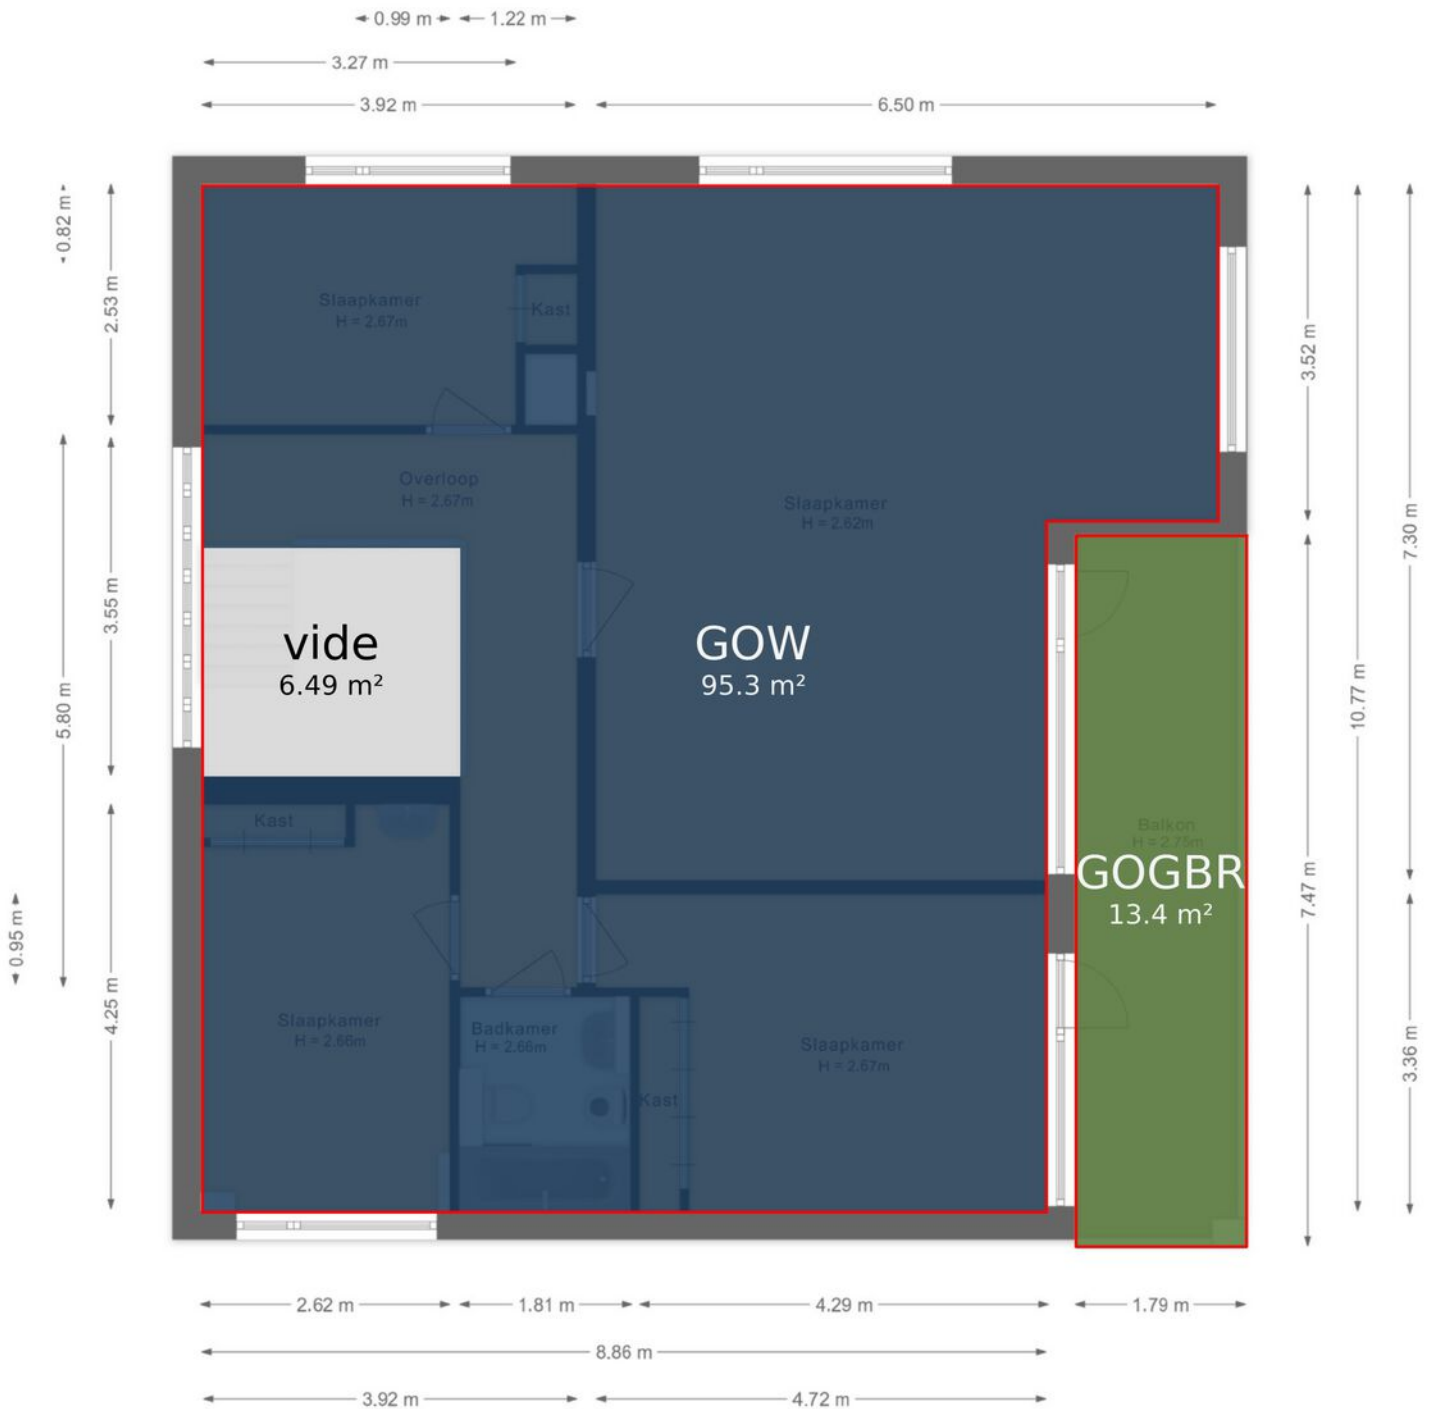 0.99 m
1.22 m
3.27 m
3.92 m
6.50 m
0.82 m
2.53 m
3.52 m
Slaapkamer
H = 2.67m
Kast
Overloop
H = 2.67m
Slaapkamer
H = 2.62m
7.30 m
3.55 m
vide
6.49 m²
GOW
95.3 m²
5.80 m
10.77 m
Kast
Balkon
H = 2.75m
GOGBR
13.4 m²
7.47 m
0.95 m
4.25 m
Slaapkamer
H = 2.66m
Badkamer
H = 2.66m
Slaapkamer
H = 2.67m
Kast
3.36 m
2.62 m
1.81 m
4.29 m
1.79 m
8.86 m
3.92 m
4.72 m